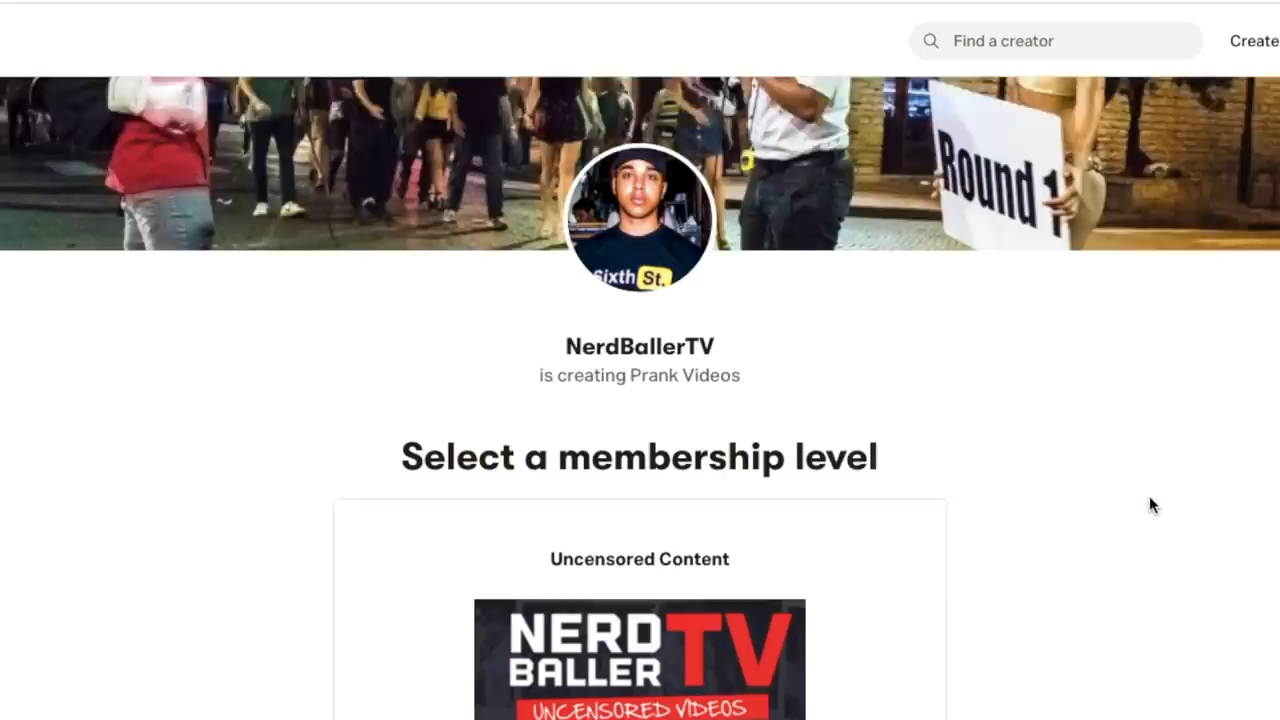 Find a creator
Create
Round 1
Sixth St.
NerdBallerTV
is creating Prank Videos
Select a membership level
Uncensored Content
NERD
BALLER TV
UNCENSORED VIDEOS